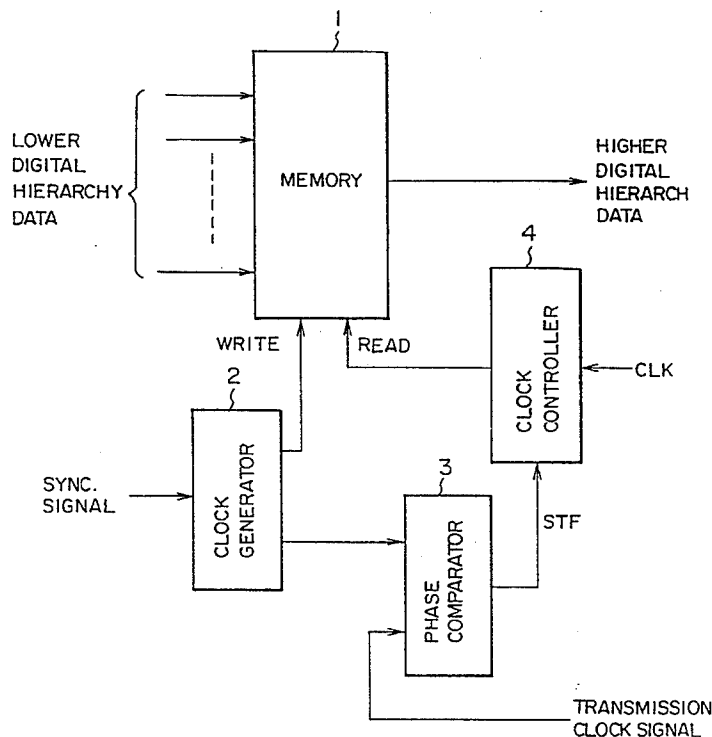 1
LOWER
DIGITAL
HIERARCHY
DATA
MEMORY
HIGHER
DIGITAL
HIERARCH
DATA
4
WRITE
READ
CLOCK
CONTROLLER
CLK
2
SYNC.
SIGNAL
CLOCK
GENERATOR
3
STF
PHASE
COMPARATOR
TRANSMISSION
CLOCK SIGNAL